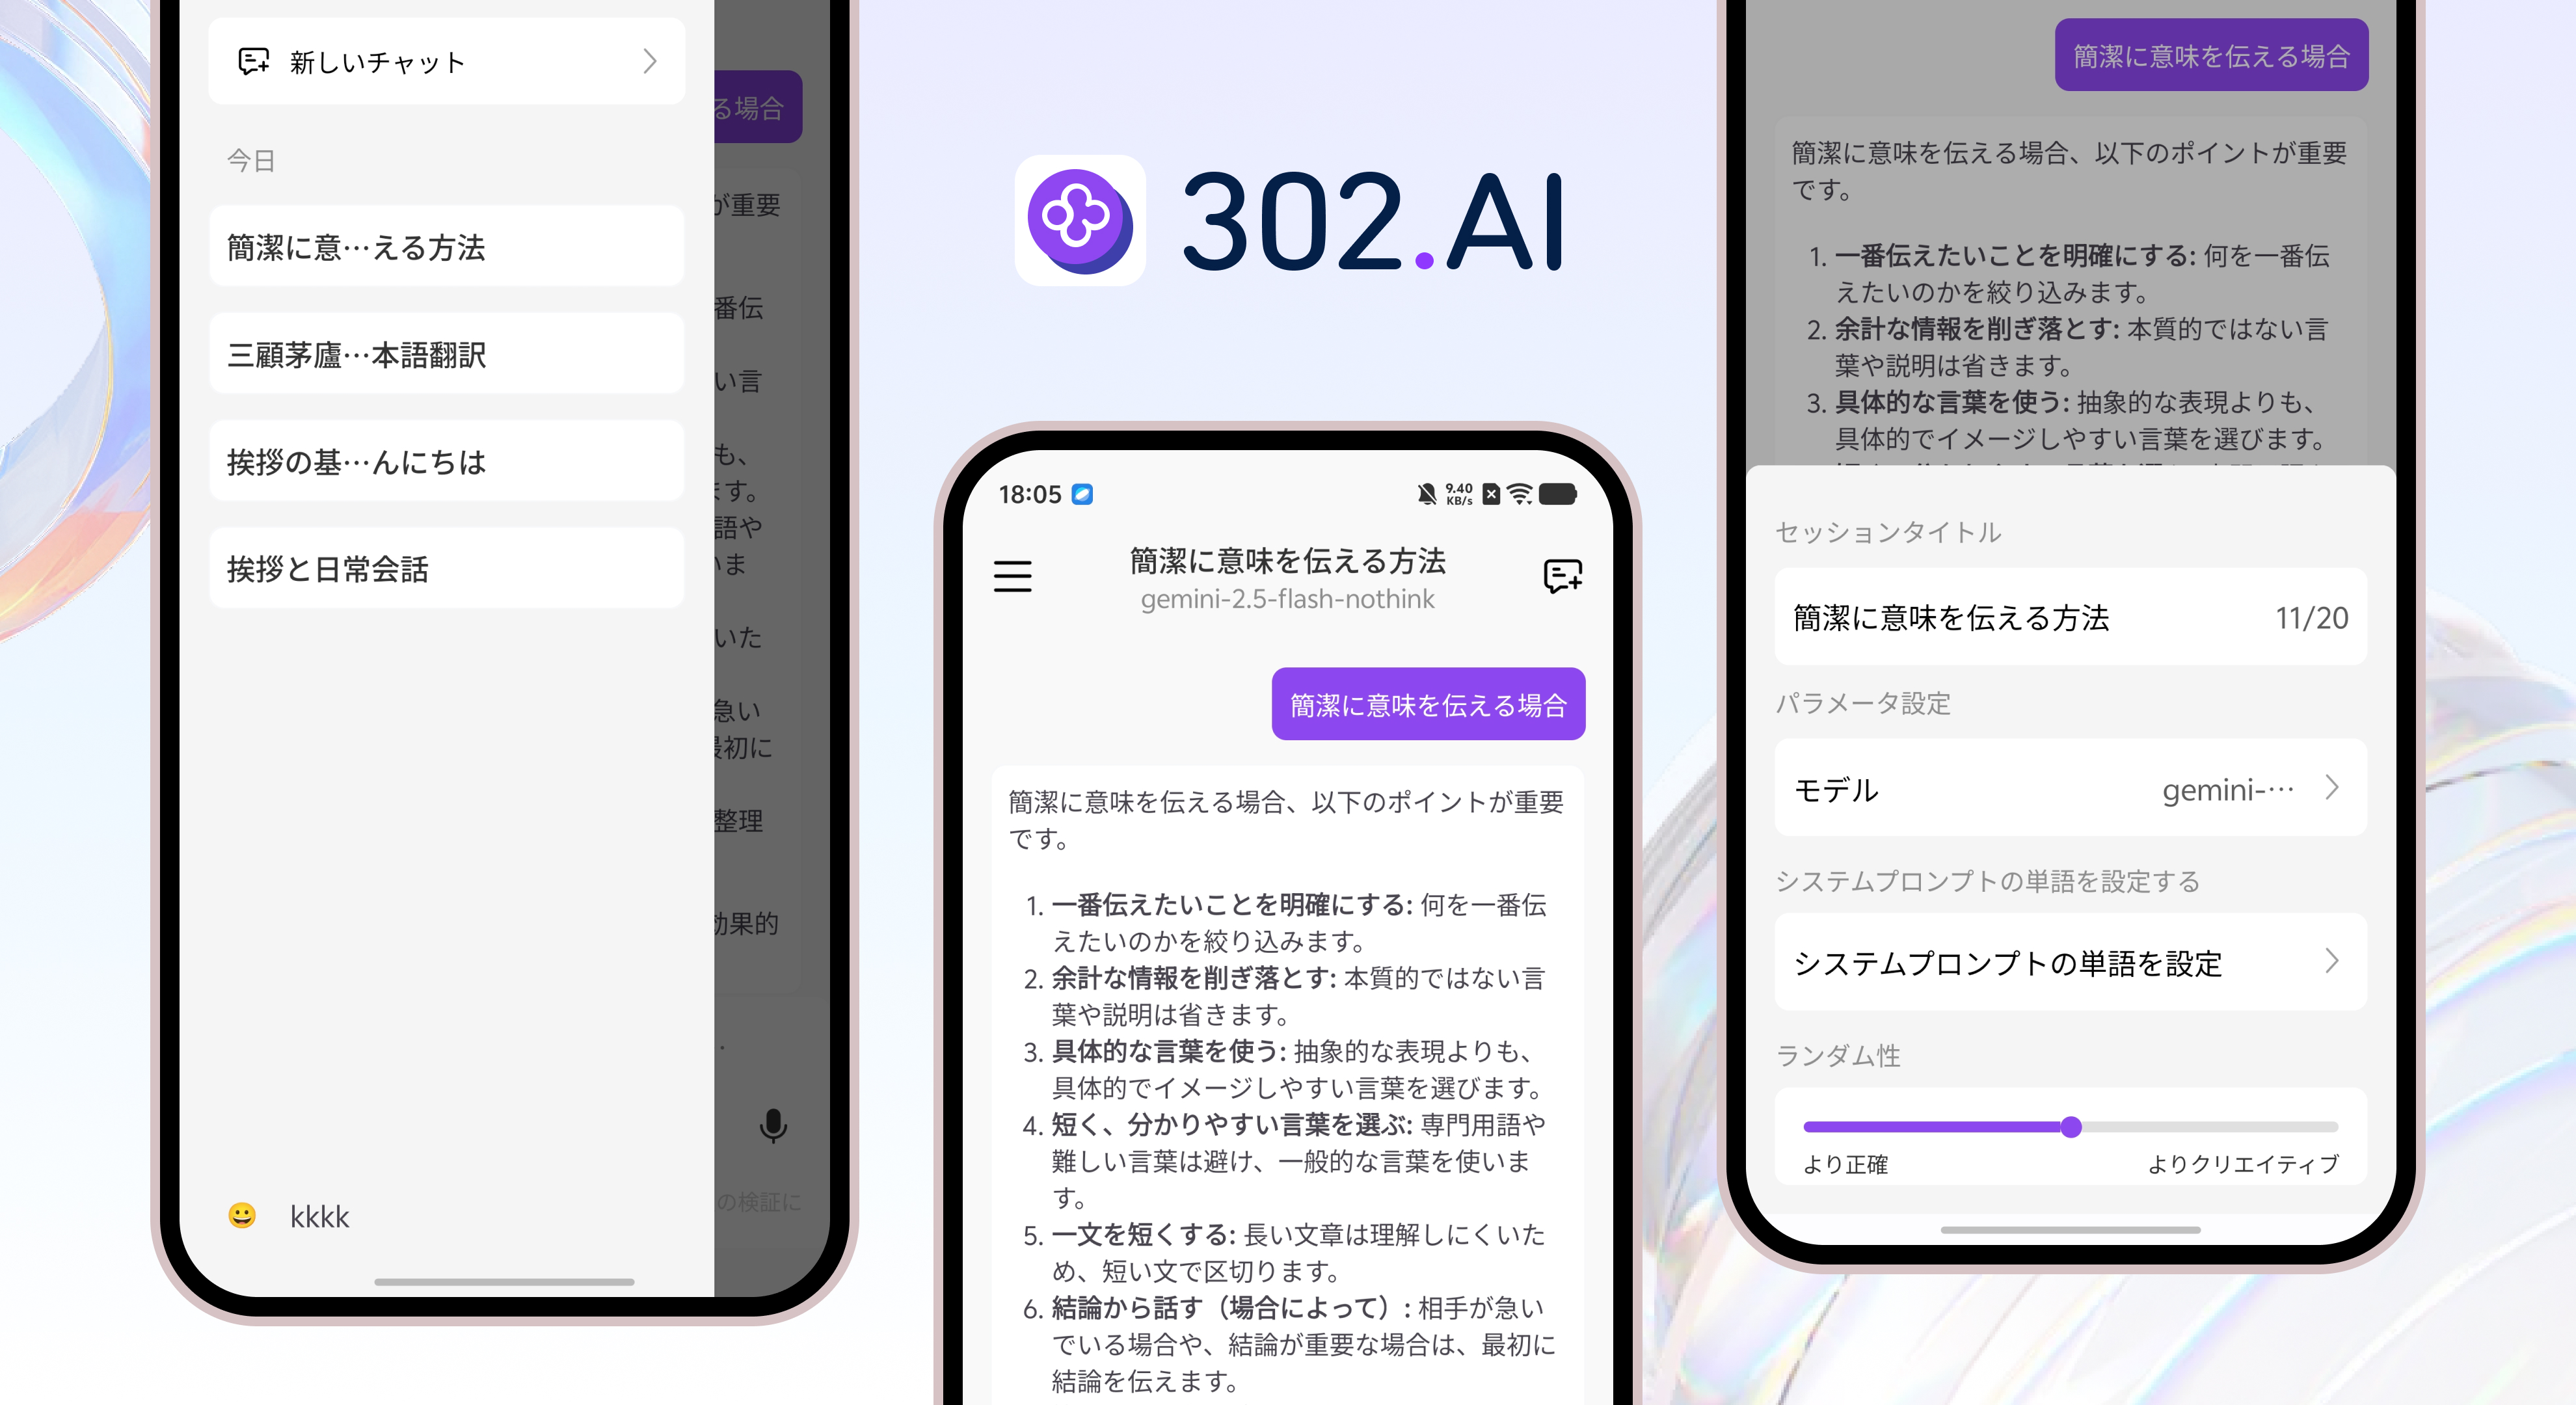 新しいチャット
今日
簡潔に意…える方法
三顧茅廬…本語翻訳
挨拶の基…んにちは
挨拶と日常会話
kkkk
る場合
が重要
番伝
い言
も、
ます。
語や
いま
いた
急い
最初に
整理
効果的
の検証に
302.AI
18:05
9.40
KB/s
簡潔に意味を伝える方法
gemini-2.5-flash-nothink
簡潔に意味を伝える場合
簡潔に意味を伝える場合、以下のポイントが重要
です。
1. 一番伝えたいことを明確にする: 何を一番伝
えたいのかを絞り込みます。
2. 余計な情報を削ぎ落とす: 本質的ではない言
葉や説明は省きます。
3. 具体的な言葉を使う: 抽象的な表現よりも、
具体的でイメージしやすい言葉を選びます。
4. 短く、分かりやすい言葉を選ぶ: 専門用語や
難しい言葉は避け、一般的な言葉を使いま
す。
5. 一文を短くする: 長い文章は理解しにくいた
め、短い文で区切ります。
6. 結論から話す（場合によって）: 相手が急い
でいる場合や、結論が重要な場合は、最初に
結論を伝えます。
簡潔に意味を伝える場合
簡潔に意味を伝える場合、以下のポイントが重要
です。
1. 一番伝えたいことを明確にする: 何を一番伝
えたいのかを絞り込みます。
2. 余計な情報を削ぎ落とす: 本質的ではない言
葉や説明は省きます。
3. 具体的な言葉を使う: 抽象的な表現よりも、
具体的でイメージしやすい言葉を選びます。
セッションタイトル
簡潔に意味を伝える方法 11/20
パラメータ設定
モデル gemini-…
システムプロンプトの単語を設定する
システムプロンプトの単語を設定
ランダム性
より正確 よりクリエイティブ